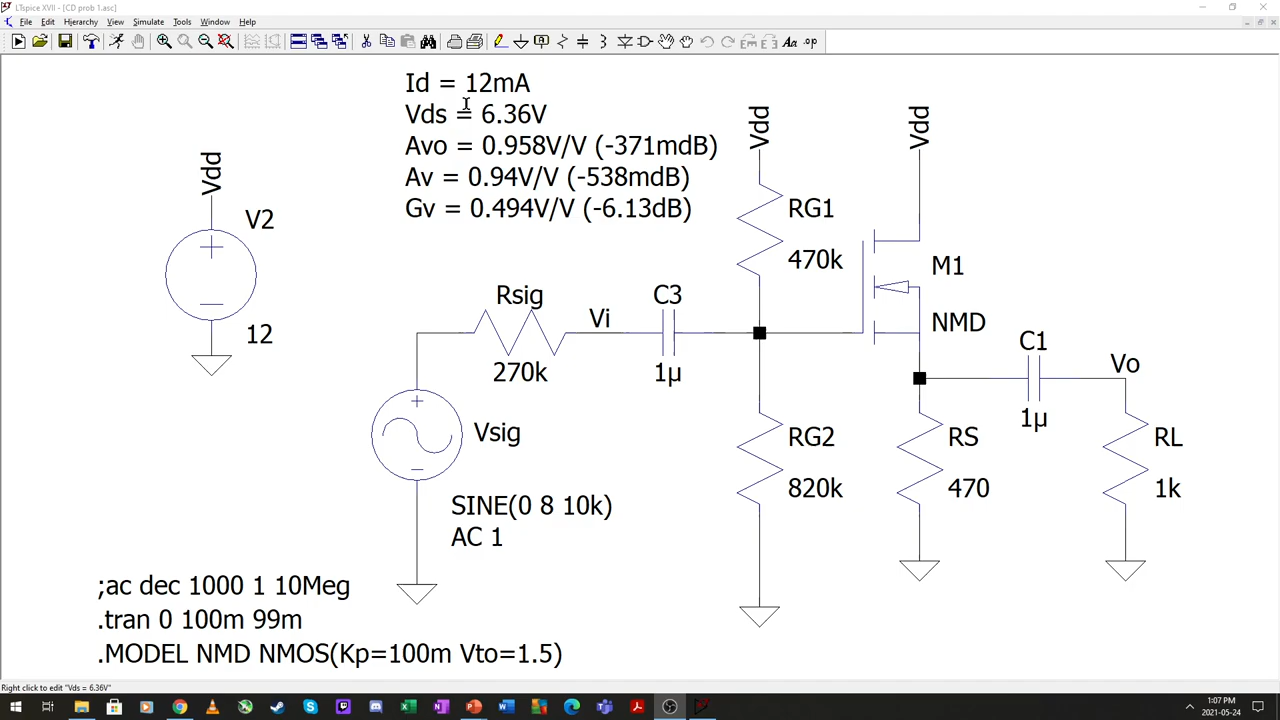 LTspice XVII - [CD prob 1.asc]
File Edit Hierarchy View Simulate Tools Window Help
Id = 12mA
Vds = 6.36V
Avo = 0.958V/V (-371mdB)
Av = 0.94V/V (-538mdB)
Gv = 0.494V/V (-6.13dB)
Vdd
Vdd
Vdd
V2
12
RG1
470k
M1
NMD
Rsig
270k
Vi
C3
1µ
C1
1µ
Vo
Vsig
SINE(0 8 10k)
AC 1
RG2
820k
RS
470
RL
1k
;ac dec 1000 1 10Meg
.tran 0 100m 99m
.MODEL NMD NMOS(Kp=100m Vto=1.5)
Right click to edit "Vds = 6.36V"
1:07 PM
2021-05-24